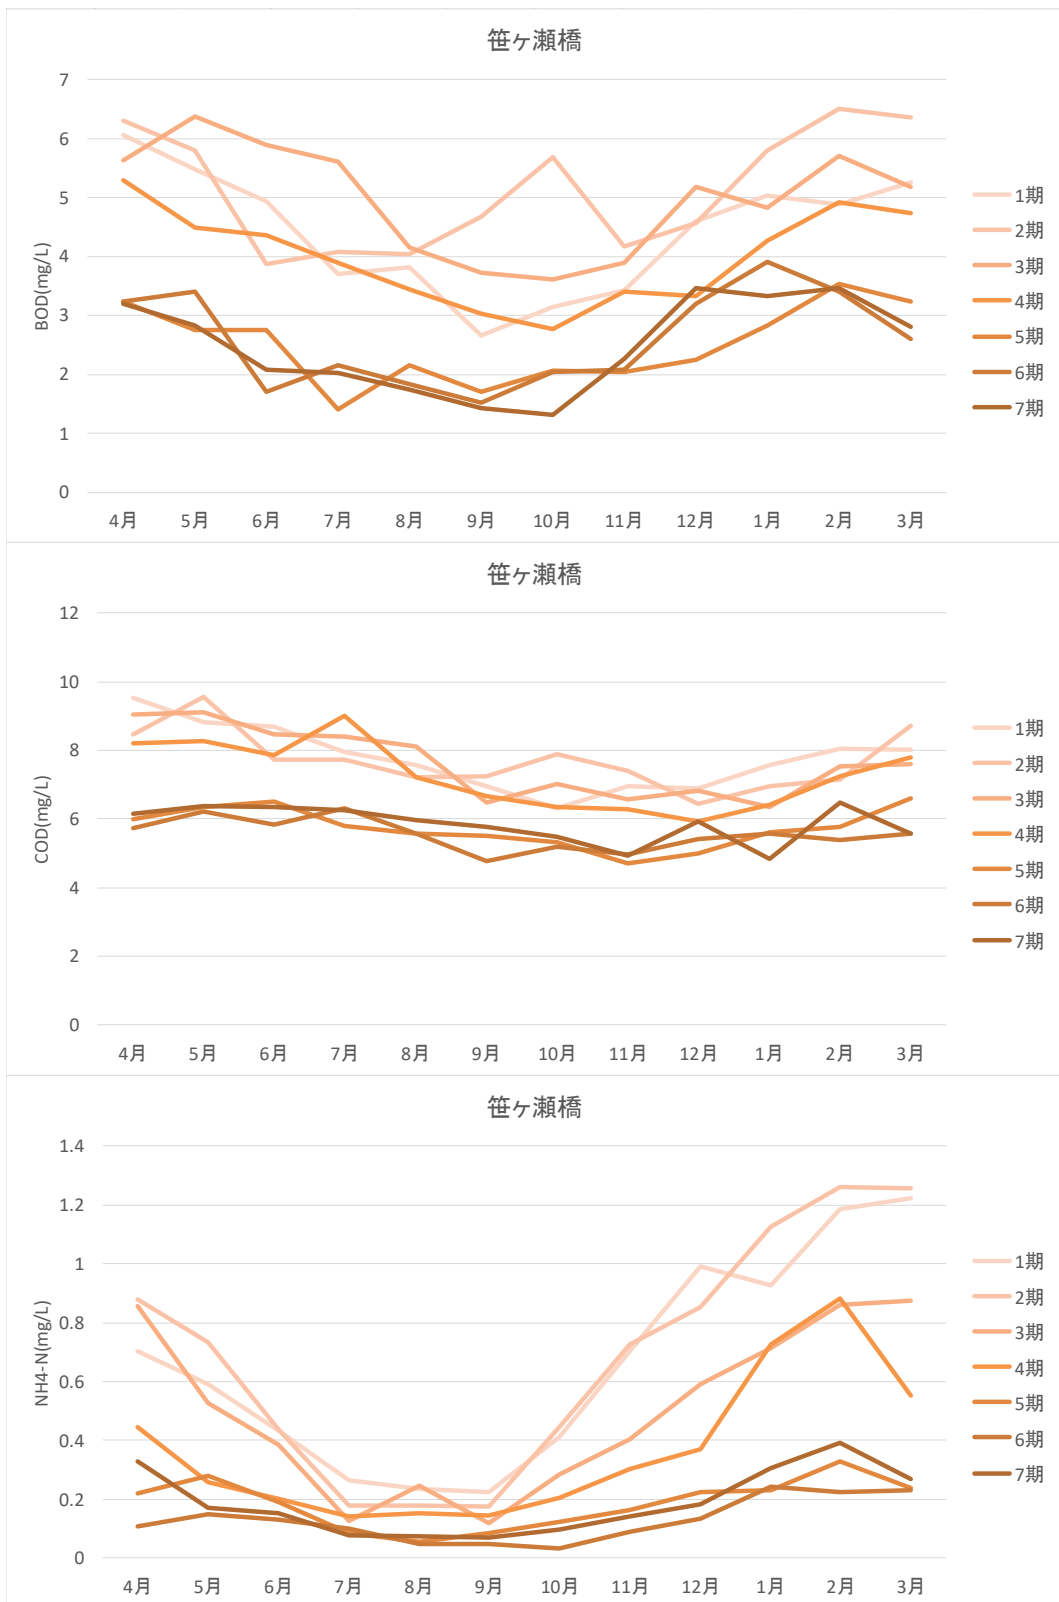 笹ヶ瀬橋
7
6
5
4
3
2
1
0
BOD(mg/L)
4月 5月 6月 7月 8月 9月 10月 11月 12月 1月 2月 3月
1期
2期
3期
4期
5期
6期
7期
笹ヶ瀬橋
12
10
8
6
4
2
0
COD(mg/L)
4月 5月 6月 7月 8月 9月 10月 11月 12月 1月 2月 3月
1期
2期
3期
4期
5期
6期
7期
笹ヶ瀬橋
1.4
1.2
1
0.8
0.6
0.4
0.2
0
NH4-N(mg/L)
4月 5月 6月 7月 8月 9月 10月 11月 12月 1月 2月 3月
1期
2期
3期
4期
5期
6期
7期